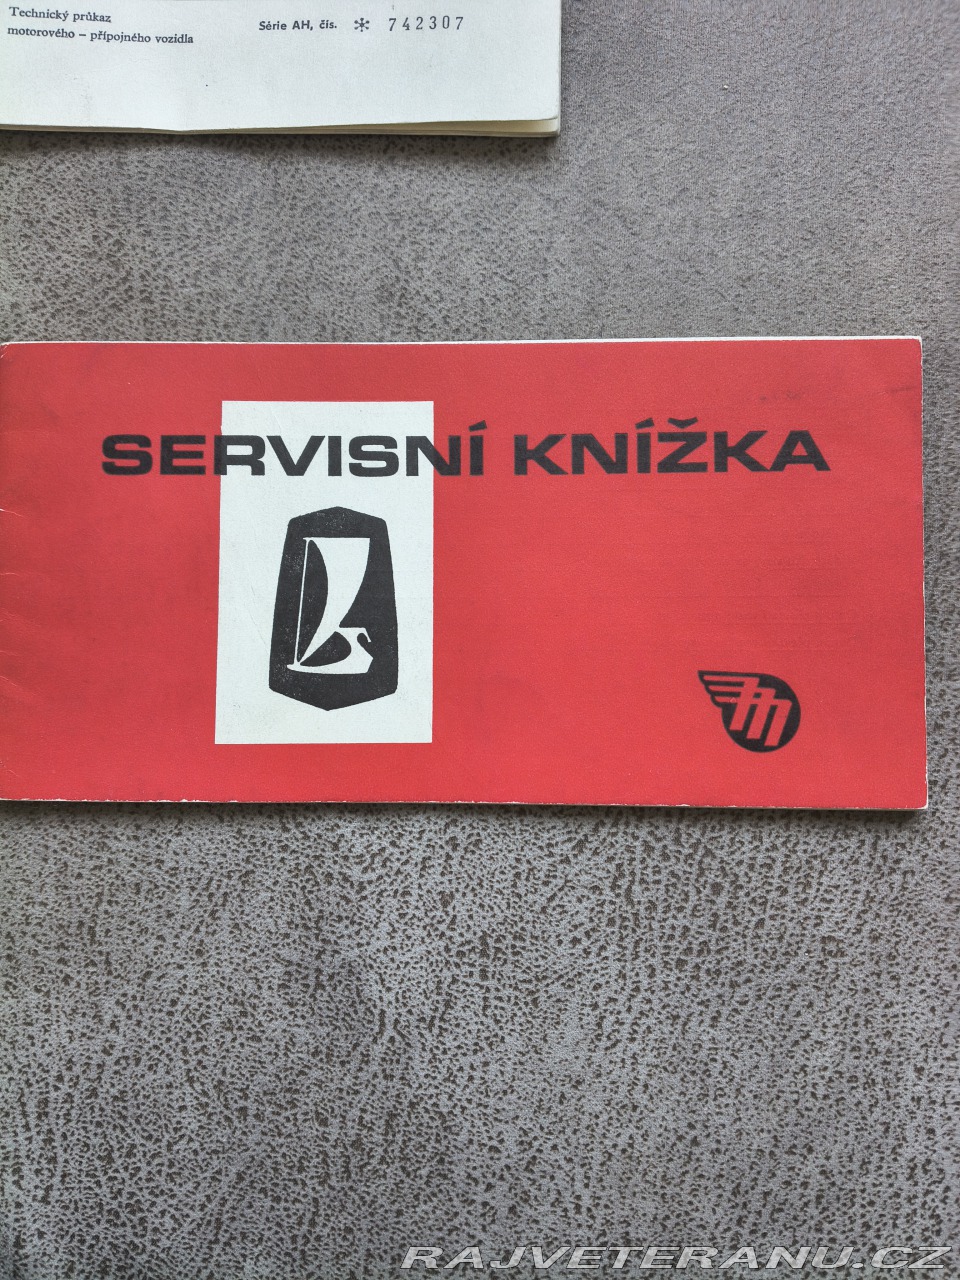 Technický průkaz
motorového – přípojného vozidla
Série AH, čís. ✲ 742307
SERVISNÍ KNÍŽKA
RAJVETERANU.CZ